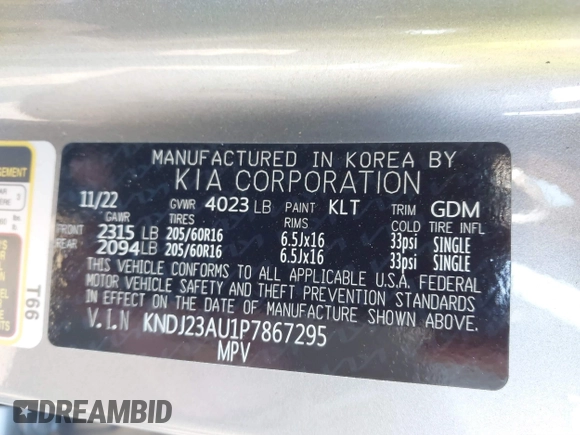 MANUFACTURED IN KOREA BY
KIA CORPORATION
11/22 GVWR 4023 LB PAINT KLT TRIM GDM
GAWR TIRES RIMS COLD TIRE INFL
FRONT 2315 LB 205/60R16 6.5Jx16 33psi SINGLE
REAR 2094 LB 205/60R16 6.5Jx16 33psi SINGLE
THIS VEHICLE CONFORMS TO ALL APPLICABLE U.S.A. FEDERAL
MOTOR VEHICLE SAFETY AND THEFT PREVENTION STANDARDS
IN EFFECT ON THE DATE OF MANUFACTURE SHOWN ABOVE.
V.I.N KNDJ23AU1P7867295
MPV
T66
DREAMBID